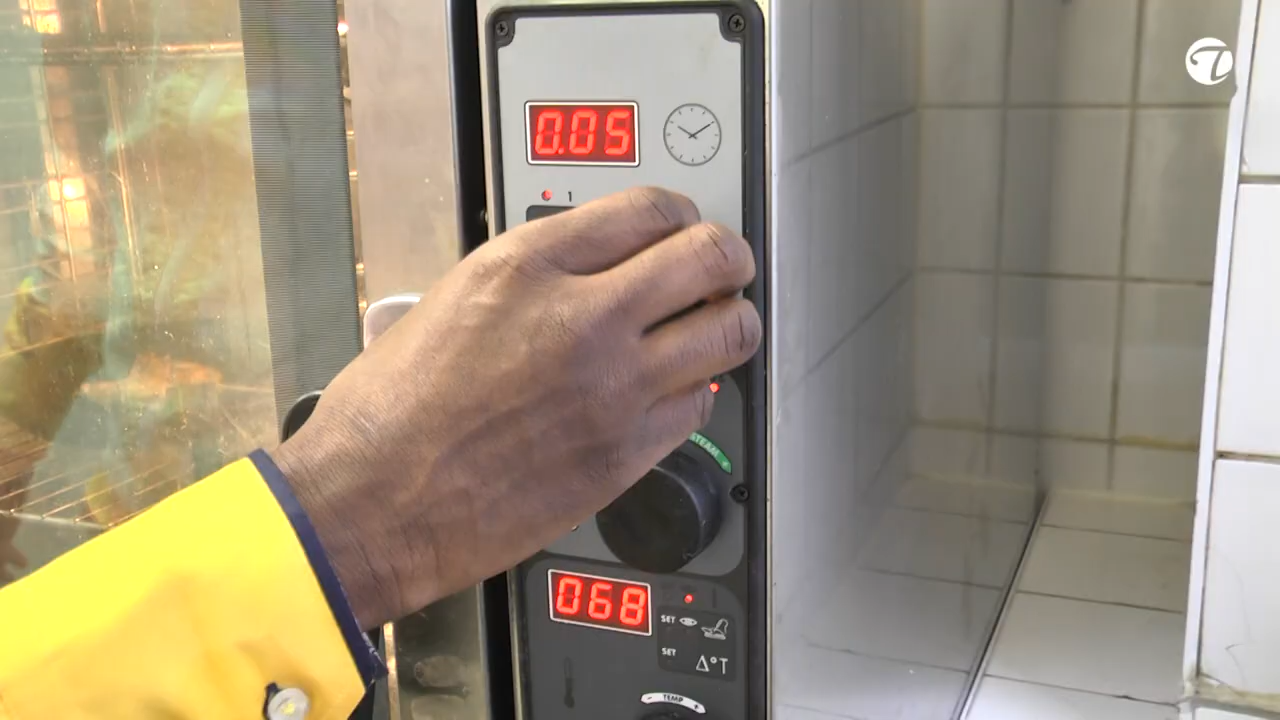 0.05
1
STEAM +
068
SET
SET
Δ°T
- TEMP +